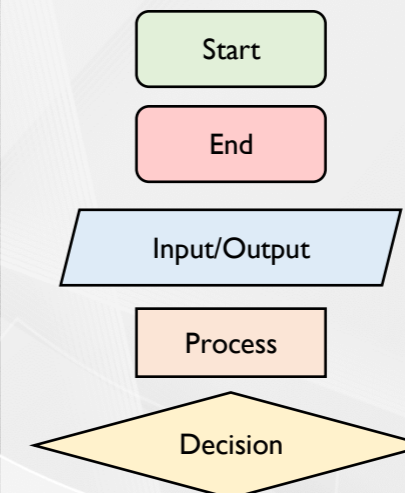 Start
End
Input/Output
Process
Decision